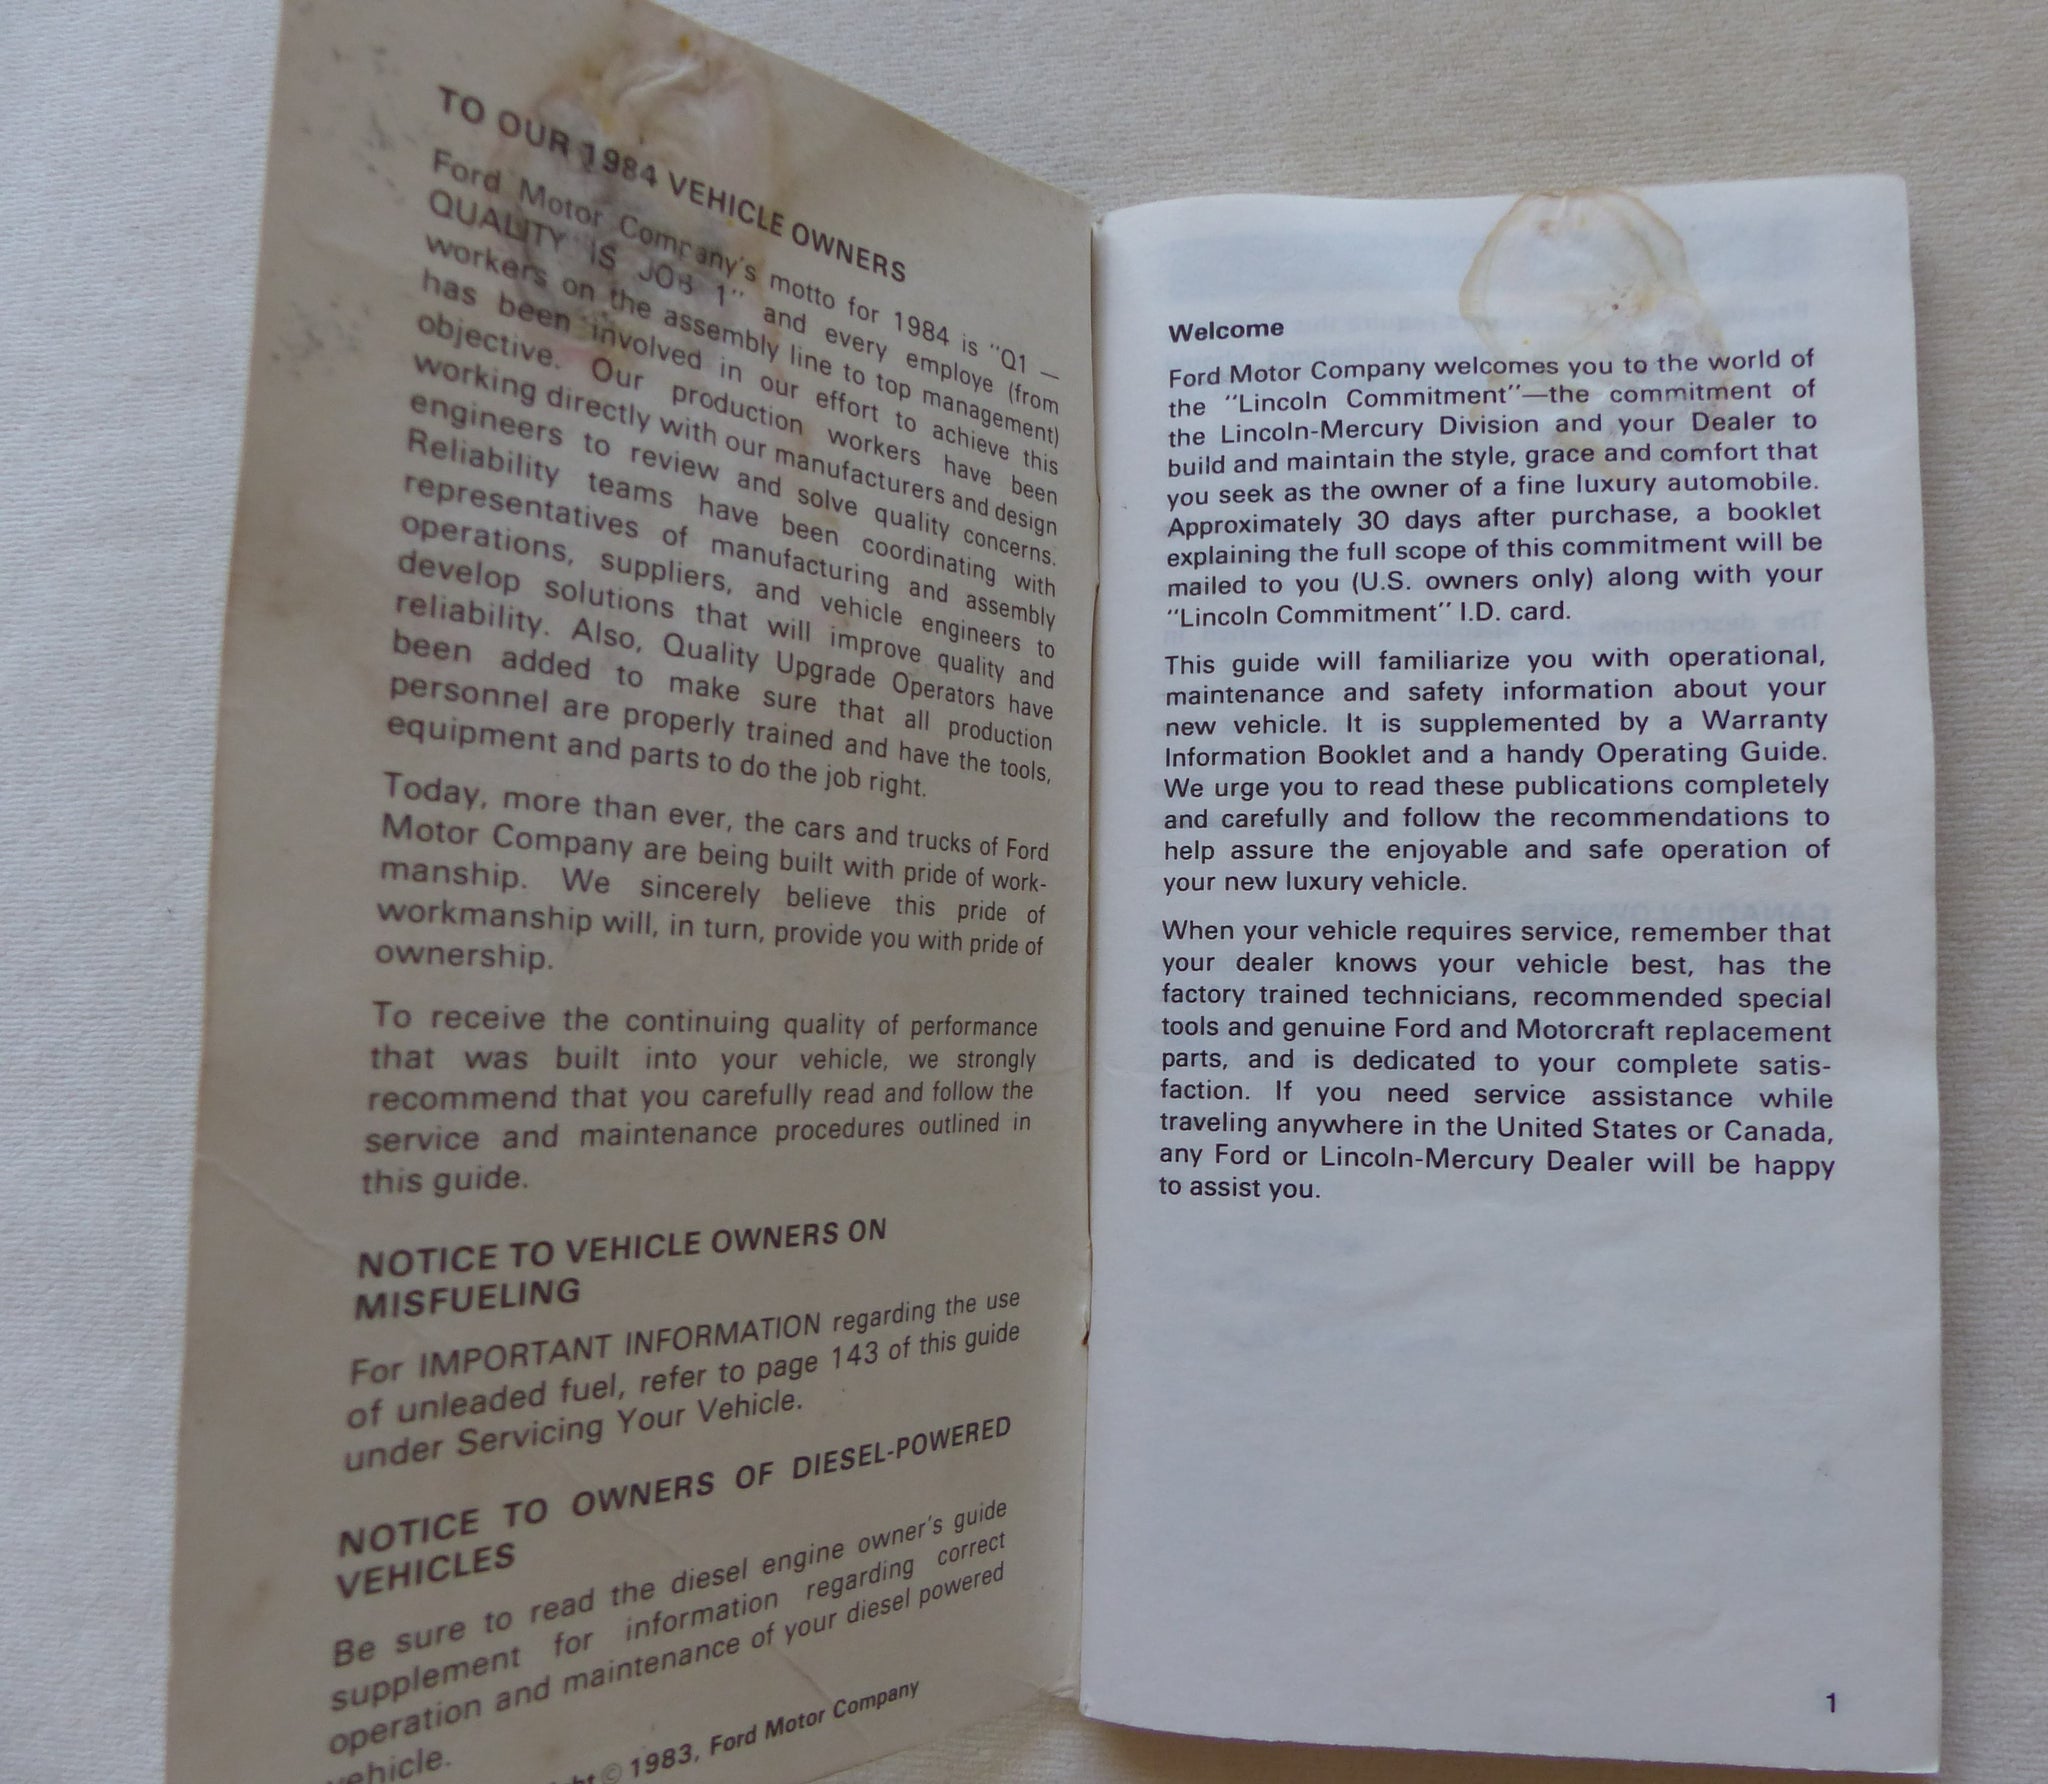 TO OUR 1984 VEHICLE OWNERS
Ford Motor Company's motto for 1984 is "Q1 —
QUALITY IS JOB 1" and every employe (from
workers on the assembly line to top management)
has been involved in our effort to achieve this
objective. Our production workers have been
working directly with our manufacturers and design
engineers to review and solve quality concerns.
Reliability teams have been coordinating with
representatives of manufacturing and assembly
operations, suppliers, and vehicle engineers to
develop solutions that will improve quality and
reliability. Also, Quality Upgrade Operators have
been added to make sure that all production
personnel are properly trained and have the tools,
equipment and parts to do the job right.
Today, more than ever, the cars and trucks of Ford
Motor Company are being built with pride of work-
manship. We sincerely believe this pride of
workmanship will, in turn, provide you with pride of
ownership.
To receive the continuing quality of performance
that was built into your vehicle, we strongly
recommend that you carefully read and follow the
service and maintenance procedures outlined in
this guide.
NOTICE TO VEHICLE OWNERS ON
MISFUELING
For IMPORTANT INFORMATION regarding the use
of unleaded fuel, refer to page 143 of this guide
under Servicing Your Vehicle.
NOTICE TO OWNERS OF DIESEL-POWERED
VEHICLES
Be sure to read the diesel engine owner's guide
supplement for information regarding correct
operation and maintenance of your diesel powered
vehicle.
© 1983, Ford Motor Company
Welcome
Ford Motor Company welcomes you to the world of
the "Lincoln Commitment"—the commitment of
the Lincoln-Mercury Division and your Dealer to
build and maintain the style, grace and comfort that
you seek as the owner of a fine luxury automobile.
Approximately 30 days after purchase, a booklet
explaining the full scope of this commitment will be
mailed to you (U.S. owners only) along with your
"Lincoln Commitment" I.D. card.
This guide will familiarize you with operational,
maintenance and safety information about your
new vehicle. It is supplemented by a Warranty
Information Booklet and a handy Operating Guide.
We urge you to read these publications completely
and carefully and follow the recommendations to
help assure the enjoyable and safe operation of
your new luxury vehicle.
When your vehicle requires service, remember that
your dealer knows your vehicle best, has the
factory trained technicians, recommended special
tools and genuine Ford and Motorcraft replacement
parts, and is dedicated to your complete satis-
faction. If you need service assistance while
traveling anywhere in the United States or Canada,
any Ford or Lincoln-Mercury Dealer will be happy
to assist you.
1